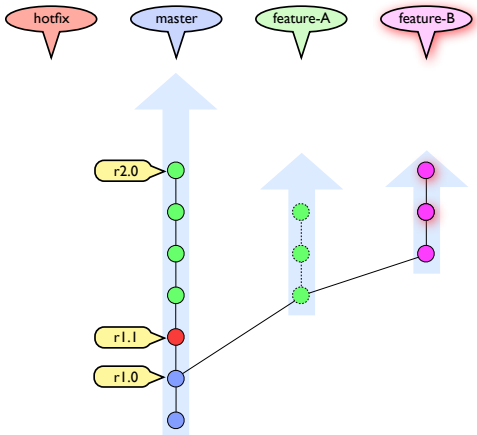 hotfix
master
feature-A
feature-B
r2.0
r1.1
r1.0